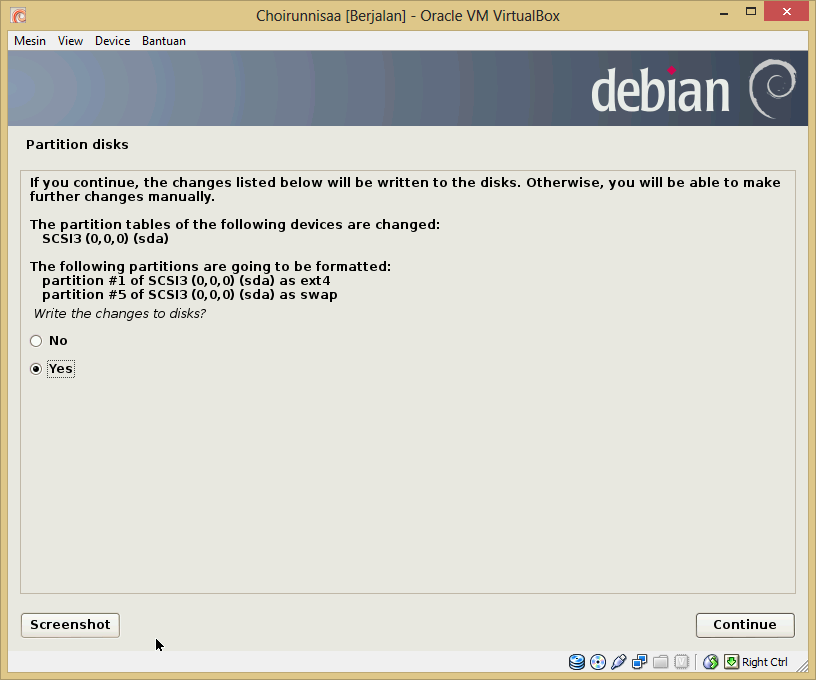 Choirunnisaa [Berjalan] - Oracle VM VirtualBox
Mesin View Device Bantuan
debian
Partition disks
If you continue, the changes listed below will be written to the disks. Otherwise, you will be able to make
further changes manually.
The partition tables of the following devices are changed:
SCSI3 (0,0,0) (sda)
The following partitions are going to be formatted:
partition #1 of SCSI3 (0,0,0) (sda) as ext4
partition #5 of SCSI3 (0,0,0) (sda) as swap
Write the changes to disks?
No
Yes
Screenshot Continue
Right Ctrl